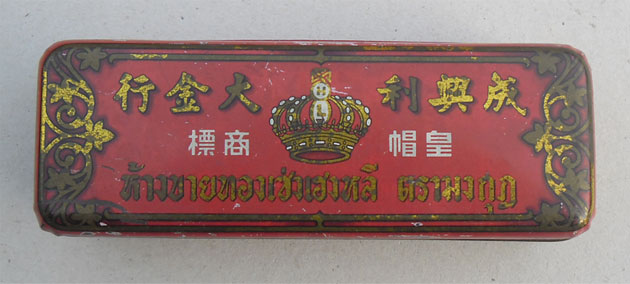 成興利大金行
皇帽商標
ห้างขายทองเซ่งเฮงหลี ตรามงกุฎ